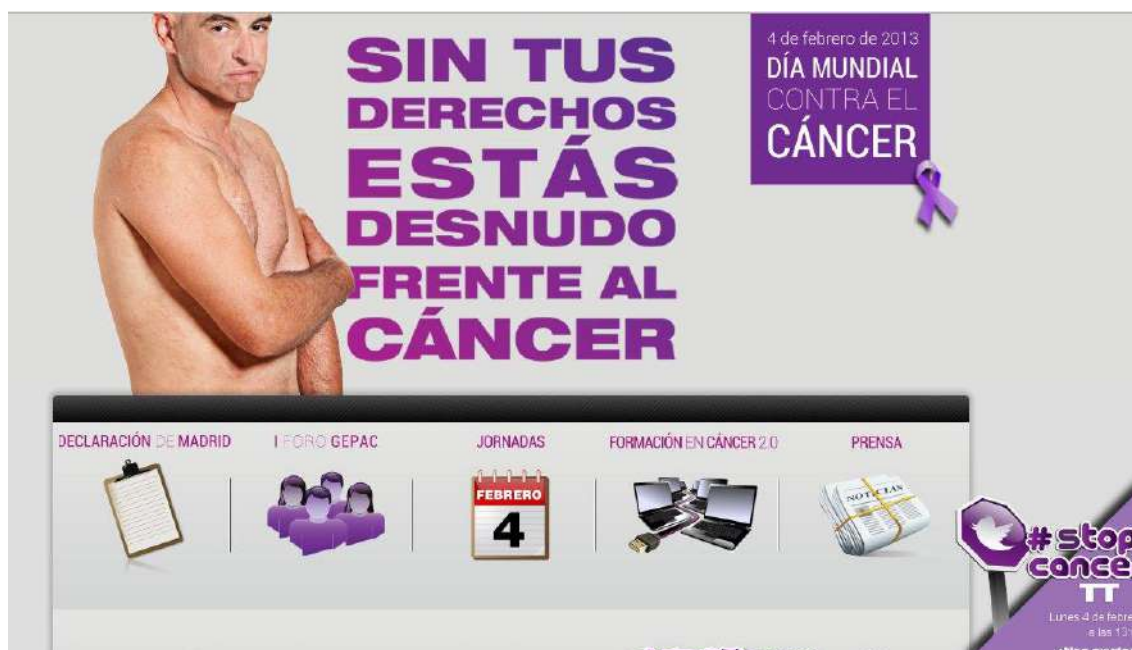 SIN TUS
DERECHOS
ESTÁS
DESNUDO
FRENTE AL
CÁNCER
4 de febrero de 2013
DÍA MUNDIAL
CONTRA EL
CÁNCER
DECLARACIÓN DE MADRID
I FORO GEPAC
JORNADAS
FORMACIÓN EN CÁNCER 2.0
PRENSA
FEBRERO
4
NOTICIAS
# stop
cance
TT
Lunes 4 de febre
a las 13